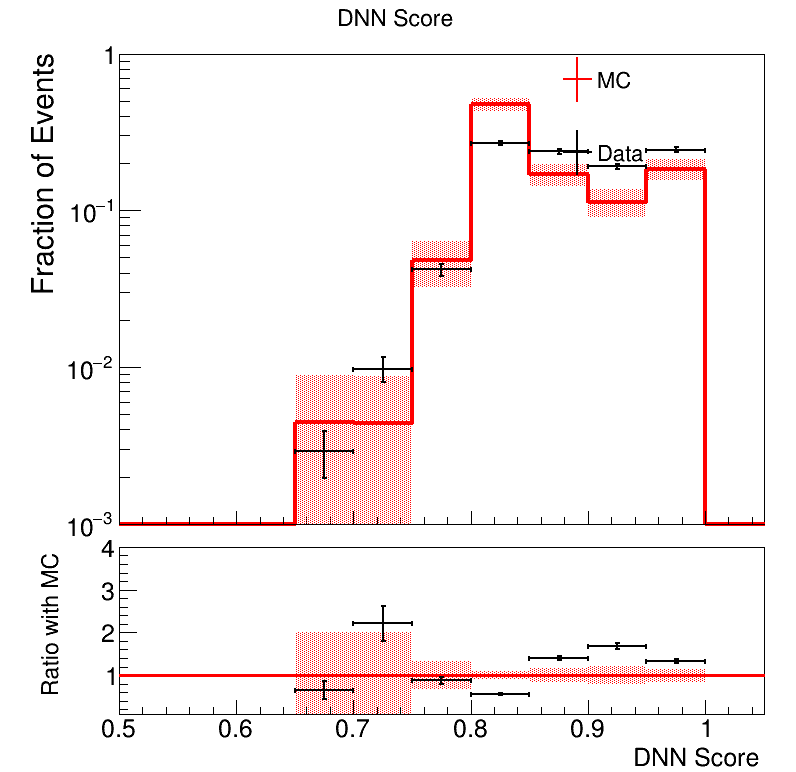 DNN Score
Fraction of Events
1
10⁻¹
10⁻²
10⁻³
MC
Data
Ratio with MC
4
3
2
1
0.5 0.6 0.7 0.8 0.9 1
DNN Score